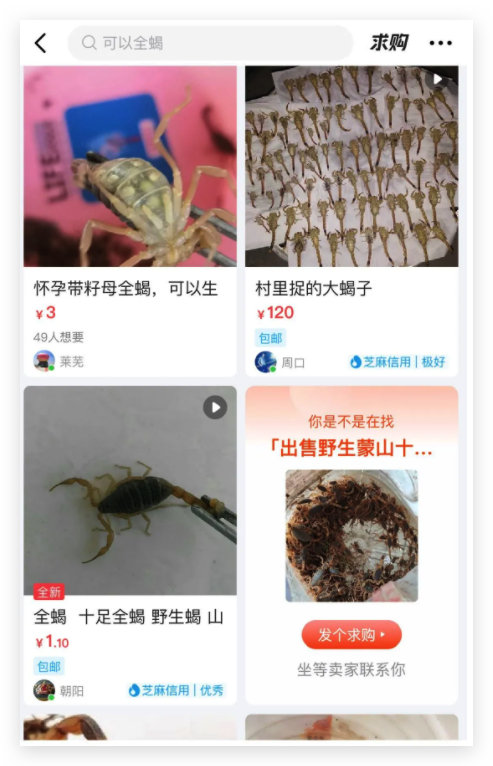 可以全蝎
求购
LIFE
怀孕带籽母全蝎，可以生
¥3
49人想要
莱芜
村里捉的大蝎子
¥120
包邮
周口
芝麻信用 | 极好
全新
全蝎 十足全蝎 野生蝎 山
¥1.10
包邮
朝阳
芝麻信用 | 优秀
你是不是在找
「出售野生蒙山十...
发个求购
坐等卖家联系你